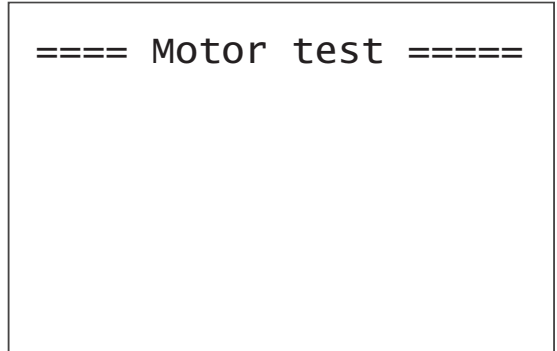 ==== Motor test =====